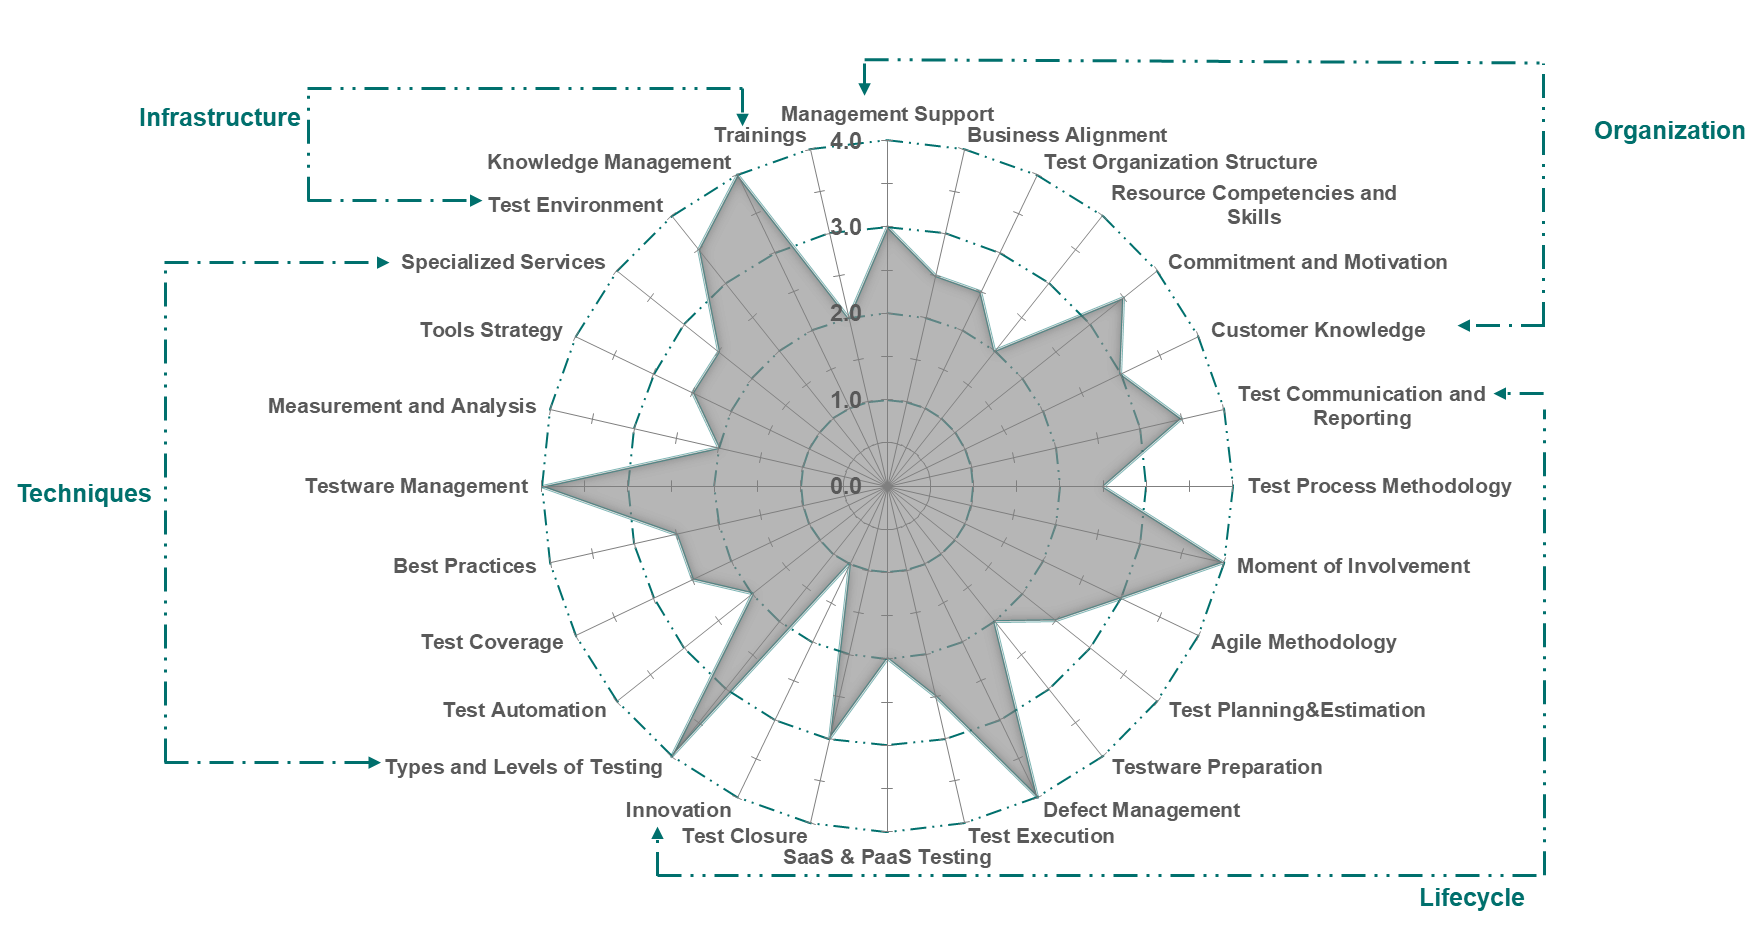 Management Support
Infrastructure
Organization
Trainings
4.0
Business Alignment
Knowledge Management
Test Organization Structure
Resource Competencies and
Skills
Test Environment
3.0
Specialized Services
Commitment and Motivation
2.0
Tools Strategy
Customer Knowledge
Measurement and Analysis
1.0
Test Communication and
Reporting
Techniques
Testware Management
0.0
Test Process Methodology
Best Practices
Moment of Involvement
Test Coverage
Agile Methodology
Test Automation
Test Planning&Estimation
Types and Levels of Testing
Testware Preparation
Innovation
Defect Management
Test Closure
Test Execution
SaaS & PaaS Testing
Lifecycle